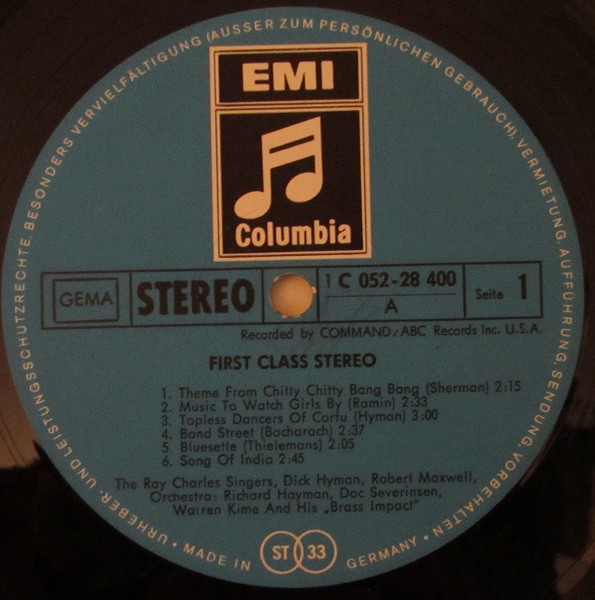 URHEBER- UND LEISTUNGSSCHUTZRECHTE, BESONDERS VERVIELFÄLTIGUNG (AUSSER ZUM PERSÖNLICHEN GEBRAUCH), VERMIETUNG, AUFFÜHRUNG, SENDUNG, VORBEHALTEN
EMI
Columbia
GEMA
STEREO
1 C 052-28 400
A
Seite 1
Recorded by COMMAND/ABC Records Inc. U.S.A.
FIRST CLASS STEREO
1. Theme From Chitty Chitty Bang Bang (Sherman) 2:15
2. Music To Watch Girls By (Ramin) 2:33
3. Topless Dancers Of Corfu (Hyman) 3:00
4. Bond Street (Bacharach) 2:37
5. Bluesette (Thielemans) 2:05
6. Song Of India 2:45
The Ray Charles Singers, Dick Hyman, Robert Maxwell,
Orchestra: Richard Hayman, Doc Severinsen,
Warren Kime And His „Brass Impact"
• MADE IN ST 33 GERMANY •